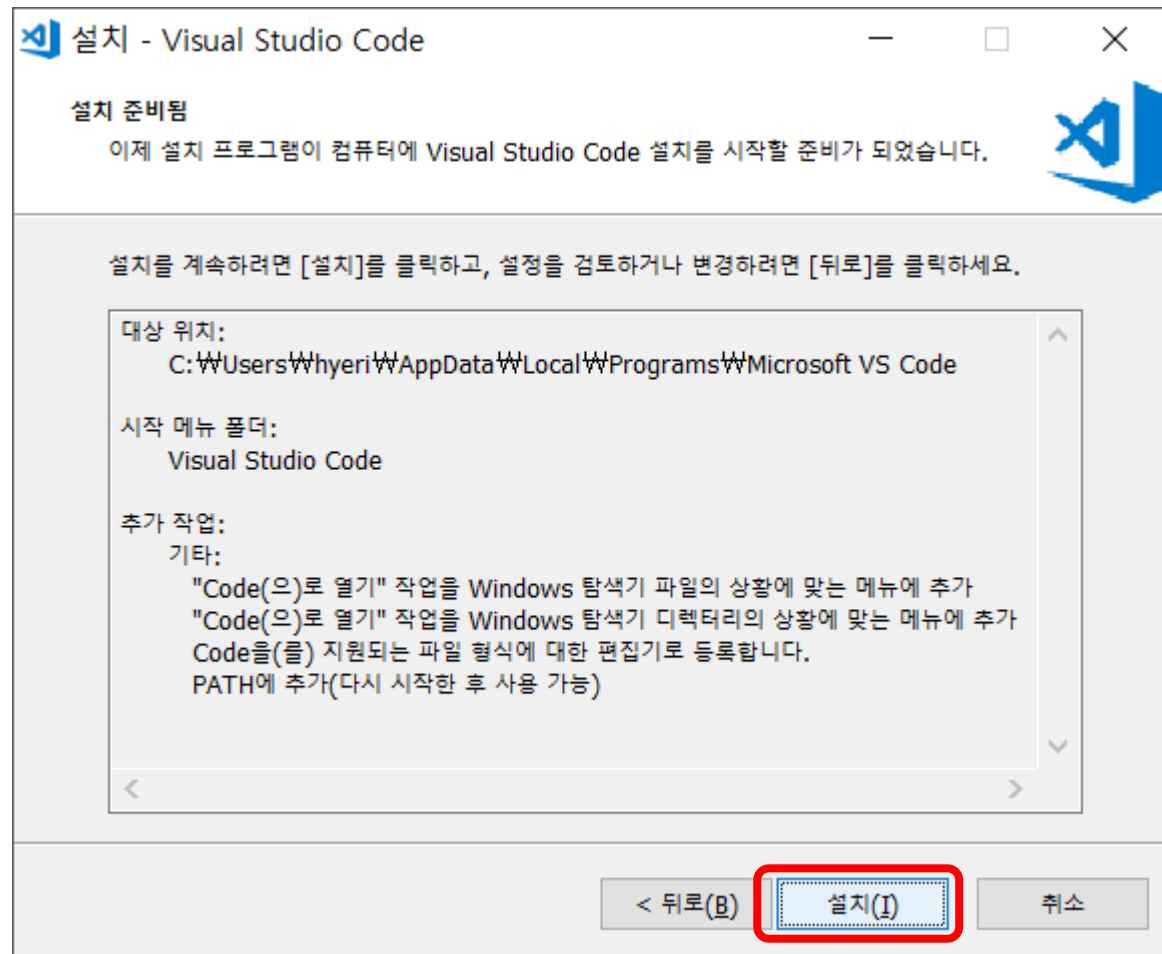 설치 - Visual Studio Code
설치 준비됨
이제 설치 프로그램이 컴퓨터에 Visual Studio Code 설치를 시작할 준비가 되었습니다.
설치를 계속하려면 [설치]를 클릭하고, 설정을 검토하거나 변경하려면 [뒤로]를 클릭하세요.
대상 위치:
C:₩Users₩hyeri₩AppData₩Local₩Programs₩Microsoft VS Code
시작 메뉴 폴더:
Visual Studio Code
추가 작업:
기타:
"Code(으)로 열기" 작업을 Windows 탐색기 파일의 상황에 맞는 메뉴에 추가
"Code(으)로 열기" 작업을 Windows 탐색기 디렉터리의 상황에 맞는 메뉴에 추가
Code을(를) 지원되는 파일 형식에 대한 편집기로 등록합니다.
PATH에 추가(다시 시작한 후 사용 가능)
< 뒤로(B) 설치(I) 취소